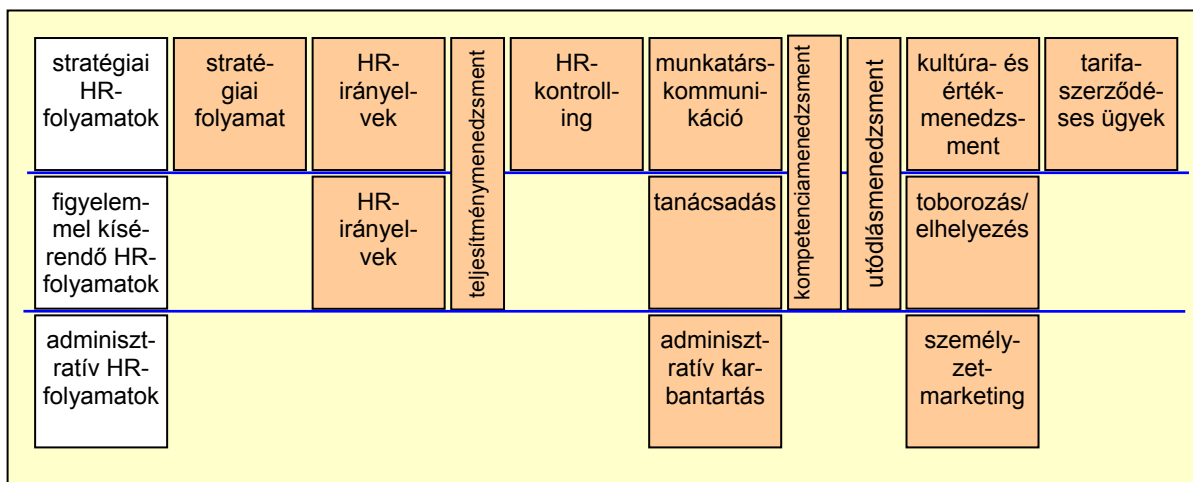 stratégiai
HR-
folyamatok
straté-
giai
folyamat
HR-
irányel-
vek
teljesítménymenedzsment
HR-
kontroll-
ing
munkatárs-
kommuni-
káció
kompetenciamenedzsment
utódlásmenedzsment
kultúra- és
érték-
menedzs-
ment
tarifa-
szerződé-
ses ügyek
figyelem-
mel kísé-
rendő HR-
folyamatok
HR-
irányel-
vek
tanácsadás
toborozás/
elhelyezés
adminiszt-
ratív HR-
folyamatok
adminiszt-
ratív kar-
bantartás
szemé­ly-
zet-
marketing